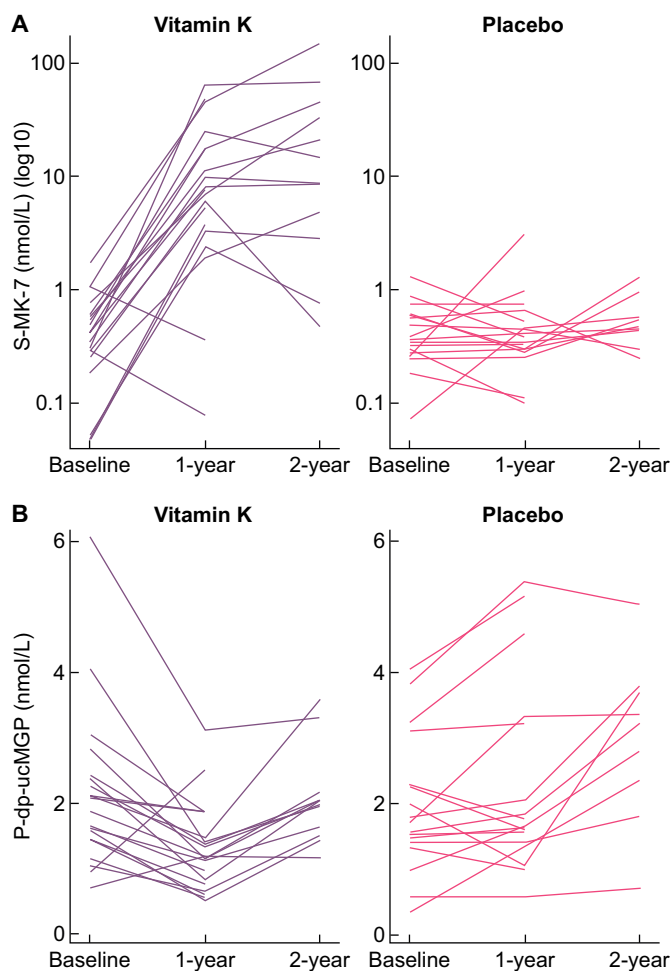 A
Vitamin K
Placebo
S-MK-7 (nmol/L) (log10)
100
10
1
0.1
100
10
1
0.1
Baseline
1-year
2-year
Baseline
1-year
2-year
B
Vitamin K
Placebo
P-dp-ucMGP (nmol/L)
6
4
2
0
6
4
2
0
Baseline
1-year
2-year
Baseline
1-year
2-year